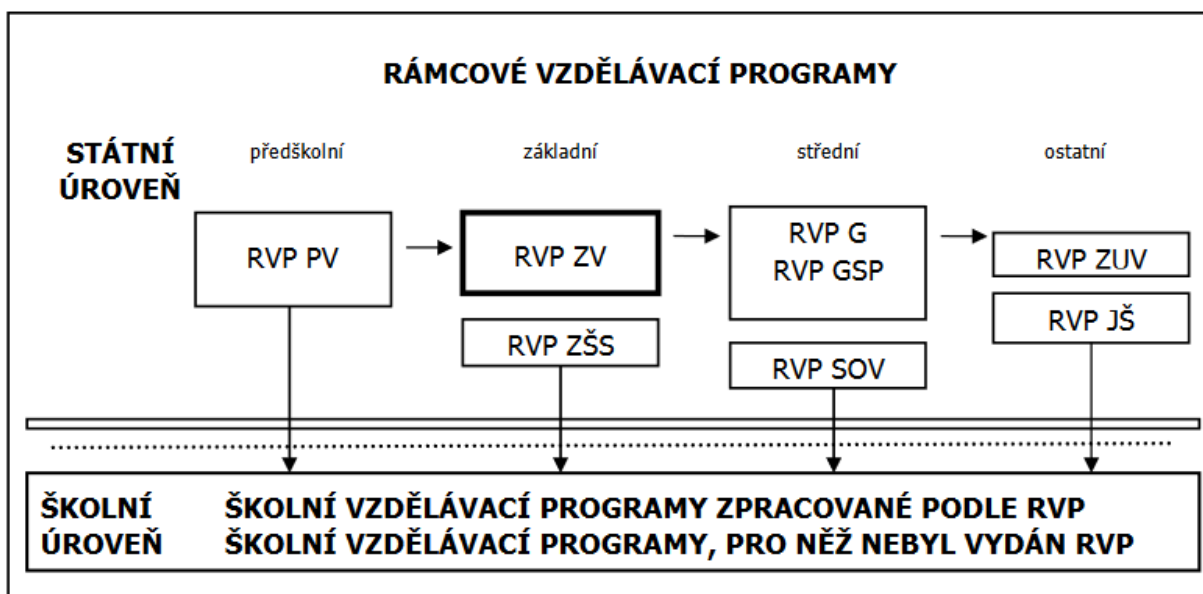 RÁMCOVÉ VZDĚLÁVACÍ PROGRAMY
STÁTNÍ
ÚROVEŇ
předškolní
základní
střední
ostatní
RVP PV
RVP ZV
RVP G
RVP GSP
RVP ZUV
RVP ZŠS
RVP SOV
RVP JŠ
ŠKOLNÍ ŠKOLNÍ VZDĚLÁVACÍ PROGRAMY ZPRACOVANÉ PODLE RVP
ÚROVEŇ ŠKOLNÍ VZDĚLÁVACÍ PROGRAMY, PRO NĚŽ NEBYL VYDÁN RVP